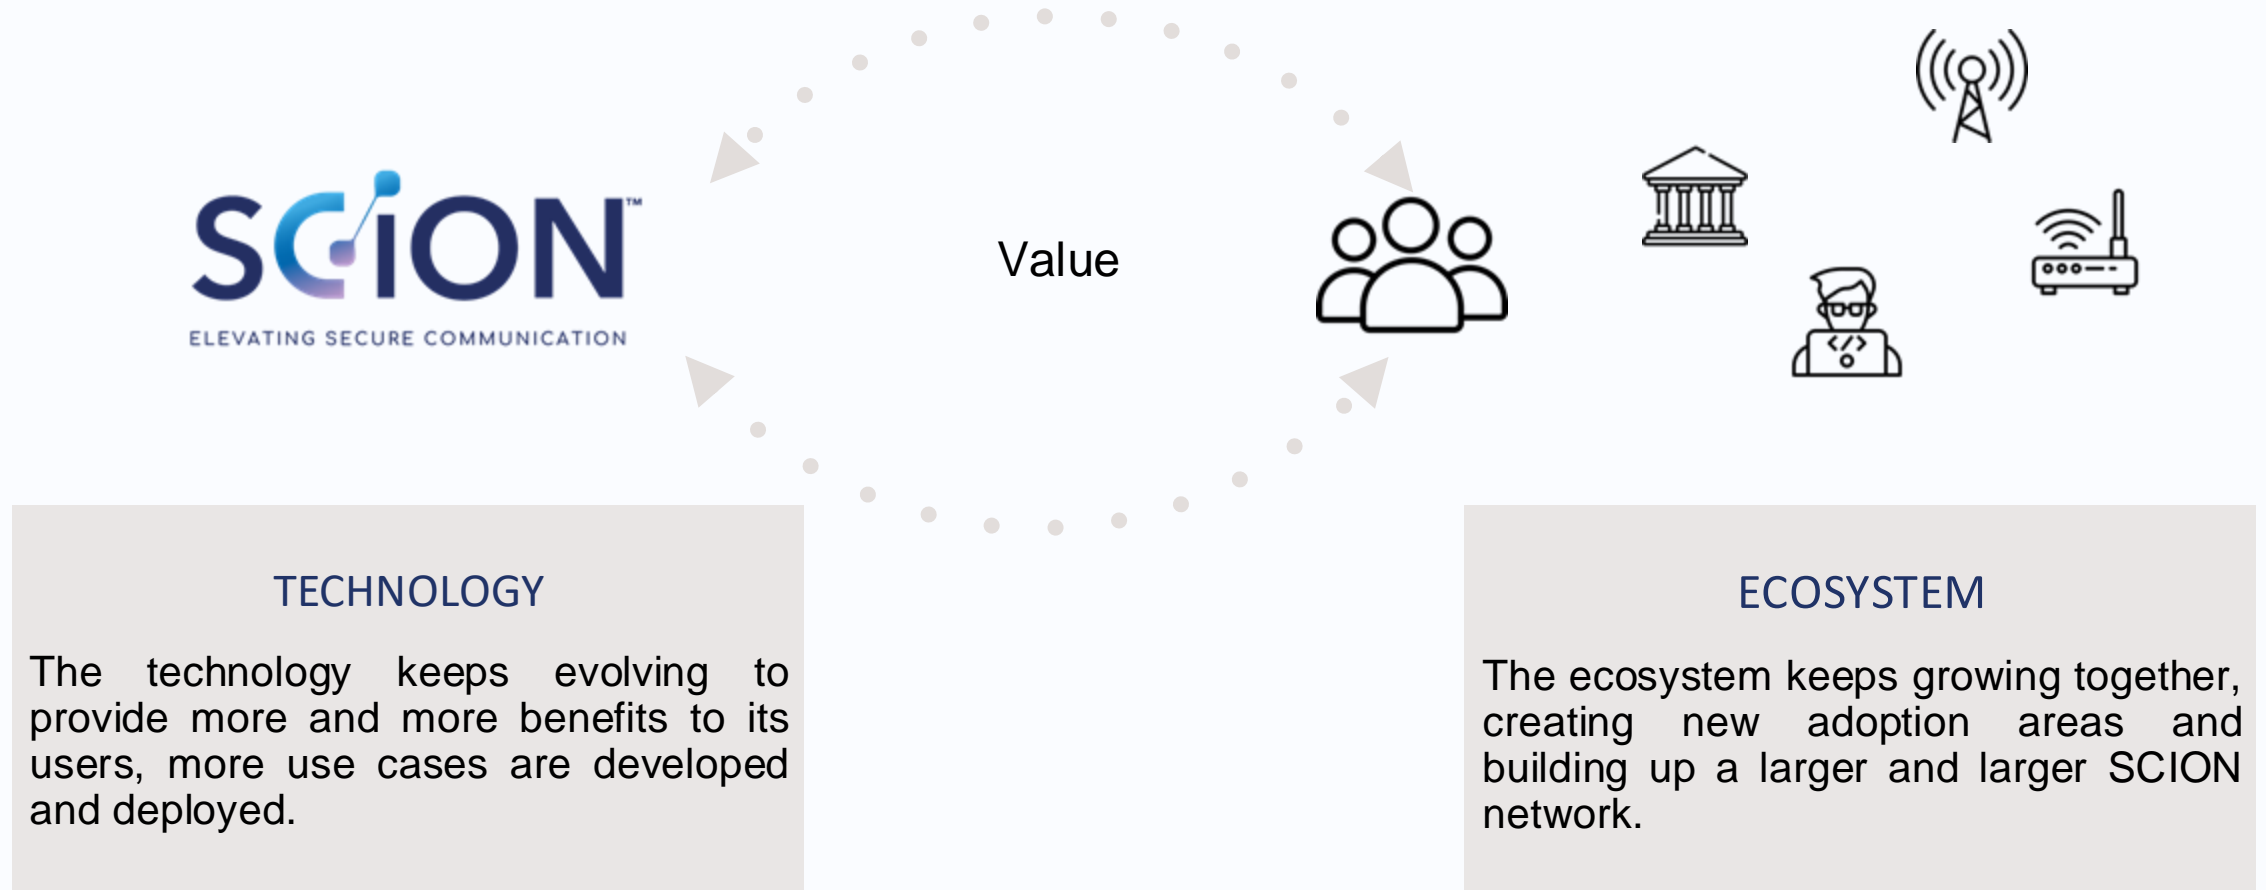 SCiON™
ELEVATING SECURE COMMUNICATION
Value
</>
TECHNOLOGY
The technology keeps evolving to
provide more and more benefits to its
users, more use cases are developed
and deployed.
ECOSYSTEM
The ecosystem keeps growing together,
creating new adoption areas and
building up a larger and larger SCION
network.